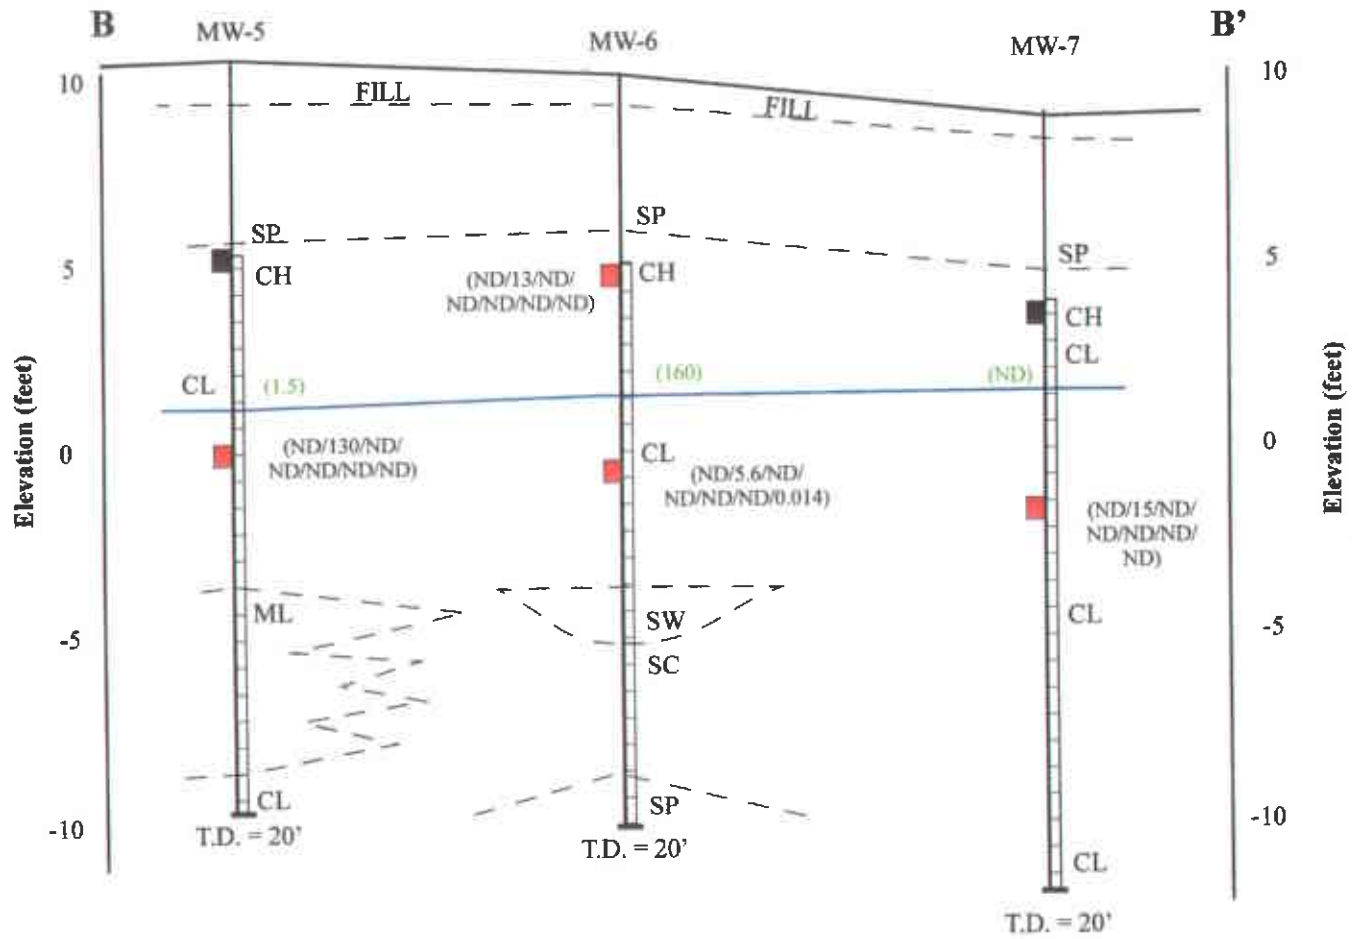 B
B’
MW-5
MW-6
MW-7
10
10
FILL
FILL
SP
SP
SP
5
5
CH
(ND/13/ND/
ND/ND/ND/ND)
CH
CH
CL
CL
(1.5)
(160)
(ND)
Elevation (feet)
Elevation (feet)
0
0
(ND/130/ND/
ND/ND/ND/ND)
CL
(ND/5.6/ND/
ND/ND/ND/0.014)
(ND/15/ND/
ND/ND/ND/
ND)
ML
SW
CL
-5
-5
SC
CL
SP
-10
-10
T.D. = 20’
T.D. = 20’
CL
T.D. = 20’